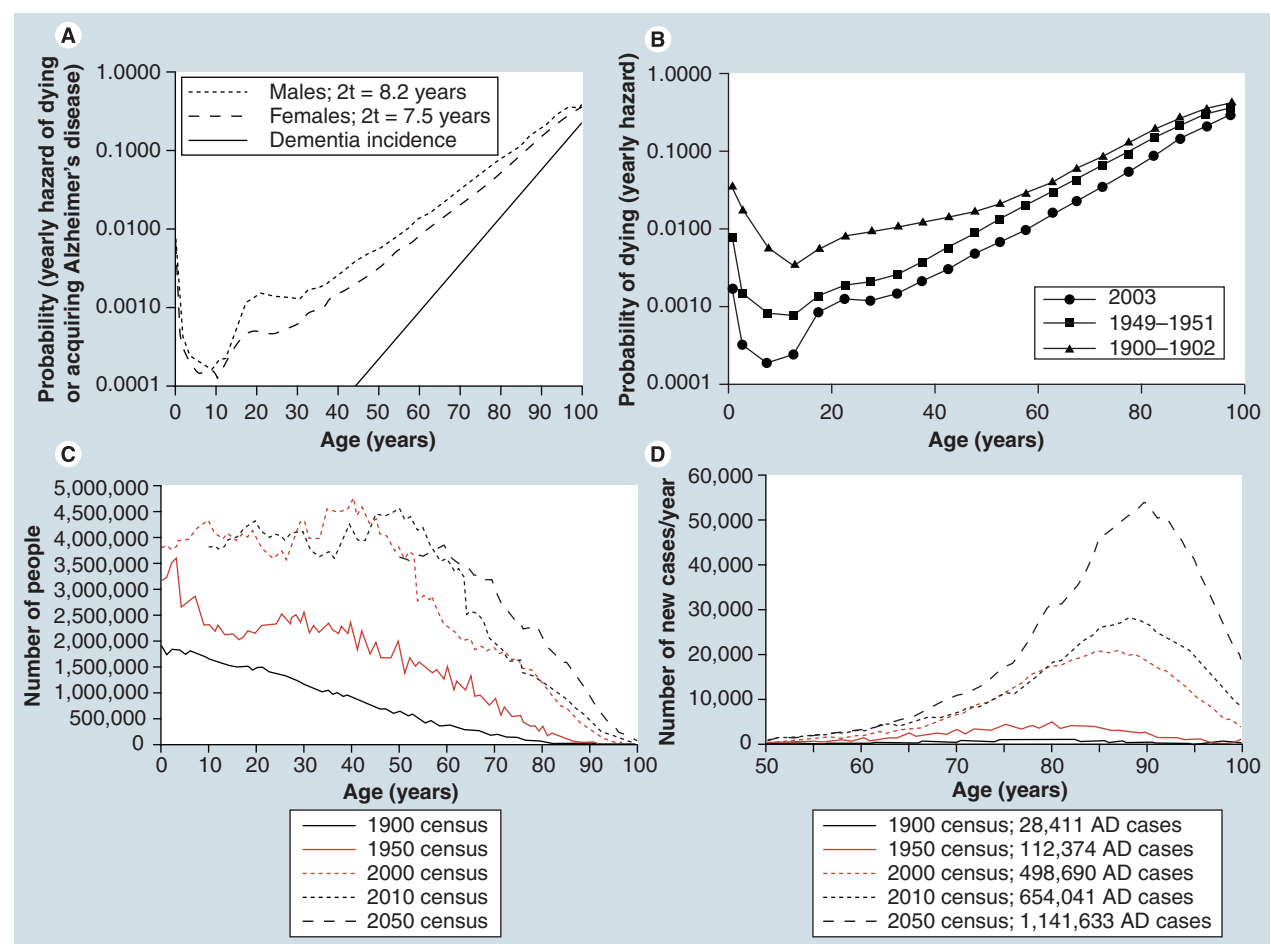 A
Probability (yearly hazard of dying
or acquiring Alzheimer's disease)
1.0000
0.1000
0.0100
0.0010
0.0001
Males; 2t = 8.2 years
Females; 2t = 7.5 years
Dementia incidence
0 10 20 30 40 50 60 70 80 90 100
Age (years)
B
Probability of dying (yearly hazard)
1.0000
0.1000
0.0100
0.0010
0.0001
2003
1949–1951
1900–1902
0 20 40 60 80 100
Age (years)
C
Number of people
5,000,000
4,500,000
4,000,000
3,500,000
3,000,000
2,500,000
2,000,000
1,500,000
1,000,000
500,000
0
0 10 20 30 40 50 60 70 80 90 100
Age (years)
1900 census
1950 census
2000 census
2010 census
2050 census
D
Number of new cases/year
60,000
50,000
40,000
30,000
20,000
10,000
0
50 60 70 80 90 100
Age (years)
1900 census; 28,411 AD cases
1950 census; 112,374 AD cases
2000 census; 498,690 AD cases
2010 census; 654,041 AD cases
2050 census; 1,141,633 AD cases